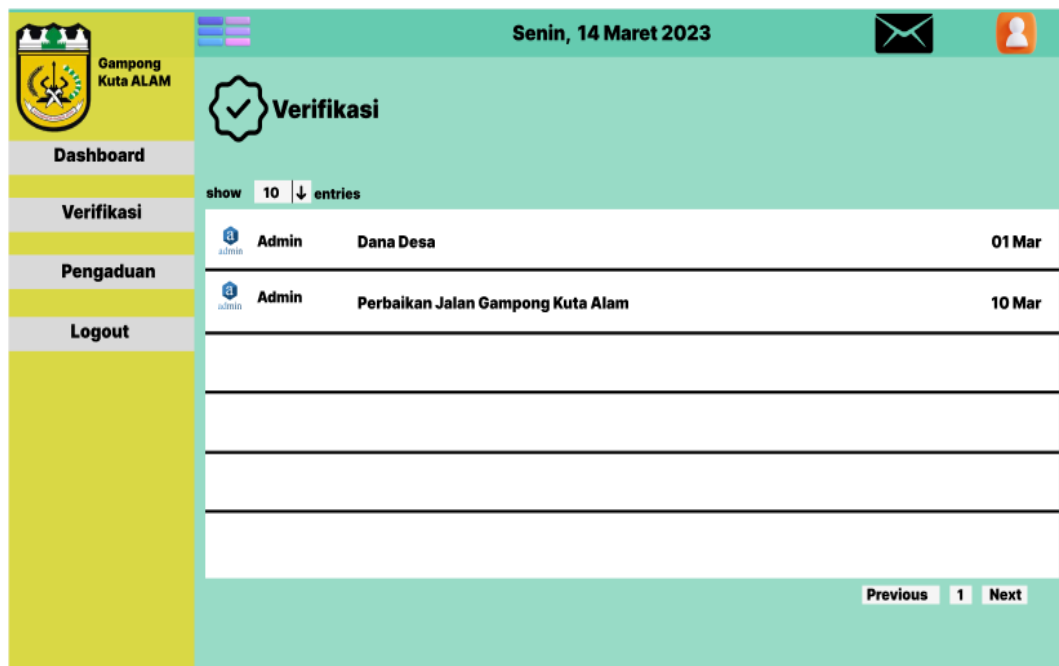 Gampong
Kuta ALAM
Senin, 14 Maret 2023
Dashboard
Verifikasi
Pengaduan
Logout
Verifikasi
show 10 ↓ entries
a
admin
Admin Dana Desa 01 Mar
a
admin
Admin Perbaikan Jalan Gampong Kuta Alam 10 Mar
Previous 1 Next